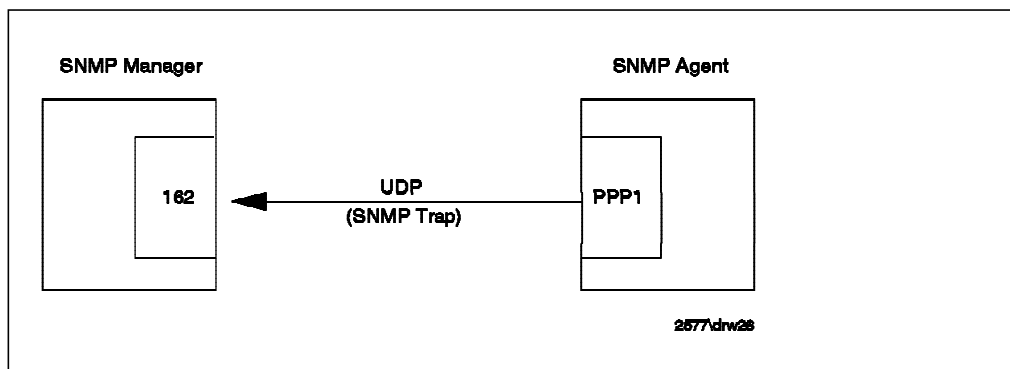 SNMP Manager
SNMP Agent
162
UDP
(SNMP Trap)
PPP1
2577\drw26